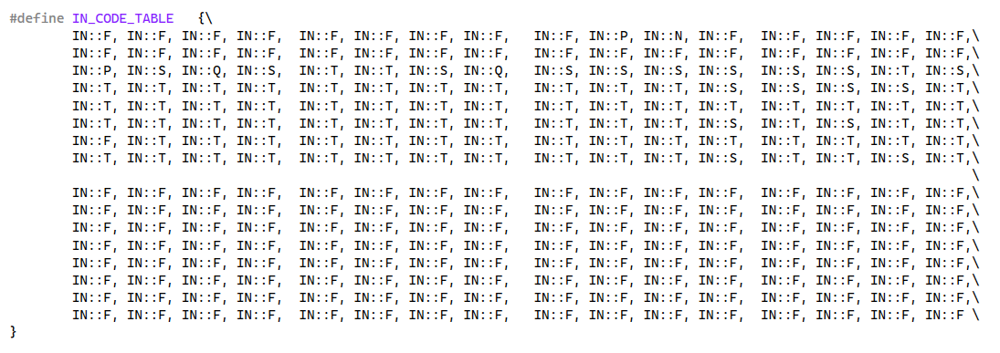 #define IN_CODE_TABLE   {\
        IN::F, IN::F, IN::F, IN::F,  IN::F, IN::F, IN::F, IN::F,   IN::F, IN::P, IN::N, IN::F,  IN::F, IN::F, IN::F, IN::F,\
        IN::F, IN::F, IN::F, IN::F,  IN::F, IN::F, IN::F, IN::F,   IN::F, IN::F, IN::F, IN::F,  IN::F, IN::F, IN::F, IN::F,\
        IN::P, IN::S, IN::Q, IN::S,  IN::T, IN::T, IN::S, IN::Q,   IN::S, IN::S, IN::S, IN::S,  IN::S, IN::S, IN::T, IN::S,\
        IN::T, IN::T, IN::T, IN::T,  IN::T, IN::T, IN::T, IN::T,   IN::T, IN::T, IN::T, IN::S,  IN::S, IN::S, IN::S, IN::T,\
        IN::T, IN::T, IN::T, IN::T,  IN::T, IN::T, IN::T, IN::T,   IN::T, IN::T, IN::T, IN::T,  IN::T, IN::T, IN::T, IN::T,\
        IN::T, IN::T, IN::T, IN::T,  IN::T, IN::T, IN::T, IN::T,   IN::T, IN::T, IN::T, IN::S,  IN::T, IN::S, IN::T, IN::T,\
        IN::F, IN::T, IN::T, IN::T,  IN::T, IN::T, IN::T, IN::T,   IN::T, IN::T, IN::T, IN::T,  IN::T, IN::T, IN::T, IN::T,\
        IN::T, IN::T, IN::T, IN::T,  IN::T, IN::T, IN::T, IN::T,   IN::T, IN::T, IN::T, IN::S,  IN::T, IN::T, IN::S, IN::T,\
                                                                                                                           \
        IN::F, IN::F, IN::F, IN::F,  IN::F, IN::F, IN::F, IN::F,   IN::F, IN::F, IN::F, IN::F,  IN::F, IN::F, IN::F, IN::F,\
        IN::F, IN::F, IN::F, IN::F,  IN::F, IN::F, IN::F, IN::F,   IN::F, IN::F, IN::F, IN::F,  IN::F, IN::F, IN::F, IN::F,\
        IN::F, IN::F, IN::F, IN::F,  IN::F, IN::F, IN::F, IN::F,   IN::F, IN::F, IN::F, IN::F,  IN::F, IN::F, IN::F, IN::F,\
        IN::F, IN::F, IN::F, IN::F,  IN::F, IN::F, IN::F, IN::F,   IN::F, IN::F, IN::F, IN::F,  IN::F, IN::F, IN::F, IN::F,\
        IN::F, IN::F, IN::F, IN::F,  IN::F, IN::F, IN::F, IN::F,   IN::F, IN::F, IN::F, IN::F,  IN::F, IN::F, IN::F, IN::F,\
        IN::F, IN::F, IN::F, IN::F,  IN::F, IN::F, IN::F, IN::F,   IN::F, IN::F, IN::F, IN::F,  IN::F, IN::F, IN::F, IN::F,\
        IN::F, IN::F, IN::F, IN::F,  IN::F, IN::F, IN::F, IN::F,   IN::F, IN::F, IN::F, IN::F,  IN::F, IN::F, IN::F, IN::F,\
        IN::F, IN::F, IN::F, IN::F,  IN::F, IN::F, IN::F, IN::F,   IN::F, IN::F, IN::F, IN::F,  IN::F, IN::F, IN::F, IN::F \
}